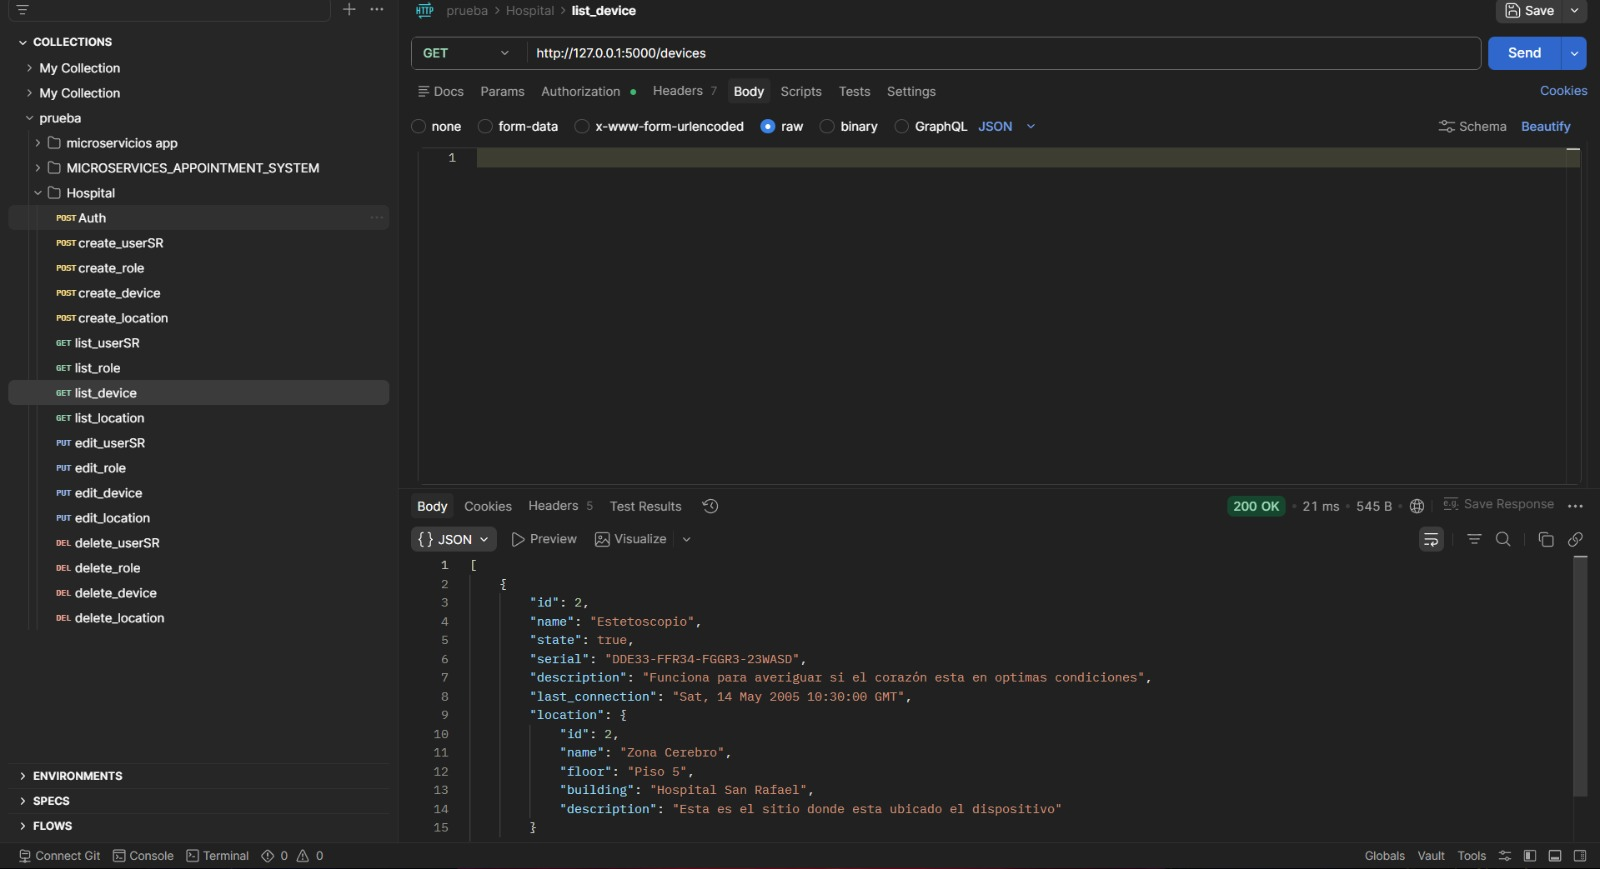 prueba > Hospital > list_device
Save
COLLECTIONS
My Collection
My Collection
prueba
microservicios app
MICROSERVICES_APPOINTMENT_SYSTEM
Hospital
POST Auth
POST create_userSR
POST create_role
POST create_device
POST create_location
GET list_userSR
GET list_role
GET list_device
GET list_location
PUT edit_userSR
PUT edit_role
PUT edit_device
PUT edit_location
DEL delete_userSR
DEL delete_role
DEL delete_device
DEL delete_location
ENVIRONMENTS
SPECS
FLOWS
HTTP
GET http://127.0.0.1:5000/devices Send
Docs Params Authorization Headers 7 Body Scripts Tests Settings Cookies
none form-data x-www-form-urlencoded raw binary GraphQL JSON Schema Beautify
1
Body Cookies Headers 5 Test Results 200 OK • 21 ms • 545 B e.g. Save Response
{} JSON Preview Visualize
1 [
2 {
3 "id": 2,
4 "name": "Estetoscopio",
5 "state": true,
6 "serial": "DDE33-FFR34-FGGR3-23WASD",
7 "description": "Funciona para averiguar si el corazón esta en optimas condiciones",
8 "last_connection": "Sat, 14 May 2005 10:30:00 GMT",
9 "location": {
10 "id": 2,
11 "name": "Zona Cerebro",
12 "floor": "Piso 5",
13 "building": "Hospital San Rafael",
14 "description": "Esta es el sitio donde esta ubicado el dispositivo"
15 }
Connect Git Console Terminal 0 0 Globals Vault Tools